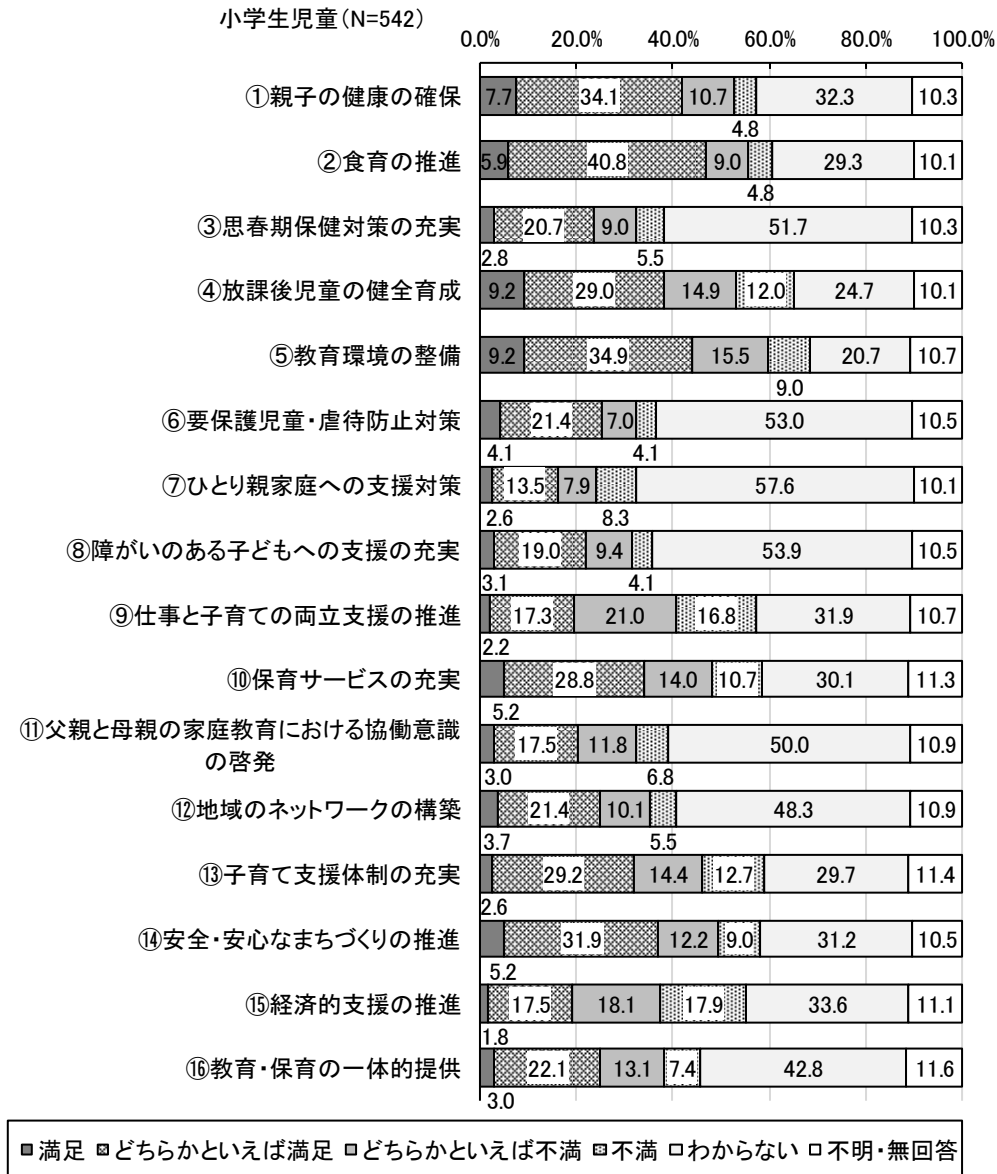 小学生児童(N=542)
0.0% 20.0% 40.0% 60.0% 80.0% 100.0%
①親子の健康の確保 7.7 34.1 10.7 32.3 10.3
4.8
②食育の推進 5.9 40.8 9.0 29.3 10.1
4.8
③思春期保健対策の充実 20.7 9.0 51.7 10.3
2.8 5.5
④放課後児童の健全育成 9.2 29.0 14.9 12.0 24.7 10.1
⑤教育環境の整備 9.2 34.9 15.5 20.7 10.7
9.0
⑥要保護児童・虐待防止対策 21.4 7.0 53.0 10.5
4.1 4.1
⑦ひとり親家庭への支援対策 13.5 7.9 57.6 10.1
2.6 8.3
⑧障がいのある子どもへの支援の充実 19.0 9.4 53.9 10.5
3.1 4.1
⑨仕事と子育ての両立支援の推進 17.3 21.0 16.8 31.9 10.7
2.2
⑩保育サービスの充実 28.8 14.0 10.7 30.1 11.3
5.2
⑪父親と母親の家庭教育における協働意識
の啓発 17.5 11.8 50.0 10.9
3.0 6.8
⑫地域のネットワークの構築 21.4 10.1 48.3 10.9
3.7 5.5
⑬子育て支援体制の充実 29.2 14.4 12.7 29.7 11.4
2.6
⑭安全・安心なまちづくりの推進 31.9 12.2 9.0 31.2 10.5
5.2
⑮経済的支援の推進 17.5 18.1 17.9 33.6 11.1
1.8
⑯教育・保育の一体的提供 22.1 13.1 7.4 42.8 11.6
3.0
満足 どちらかといえば満足 どちらかといえば不満 不満 わからない 不明・無回答